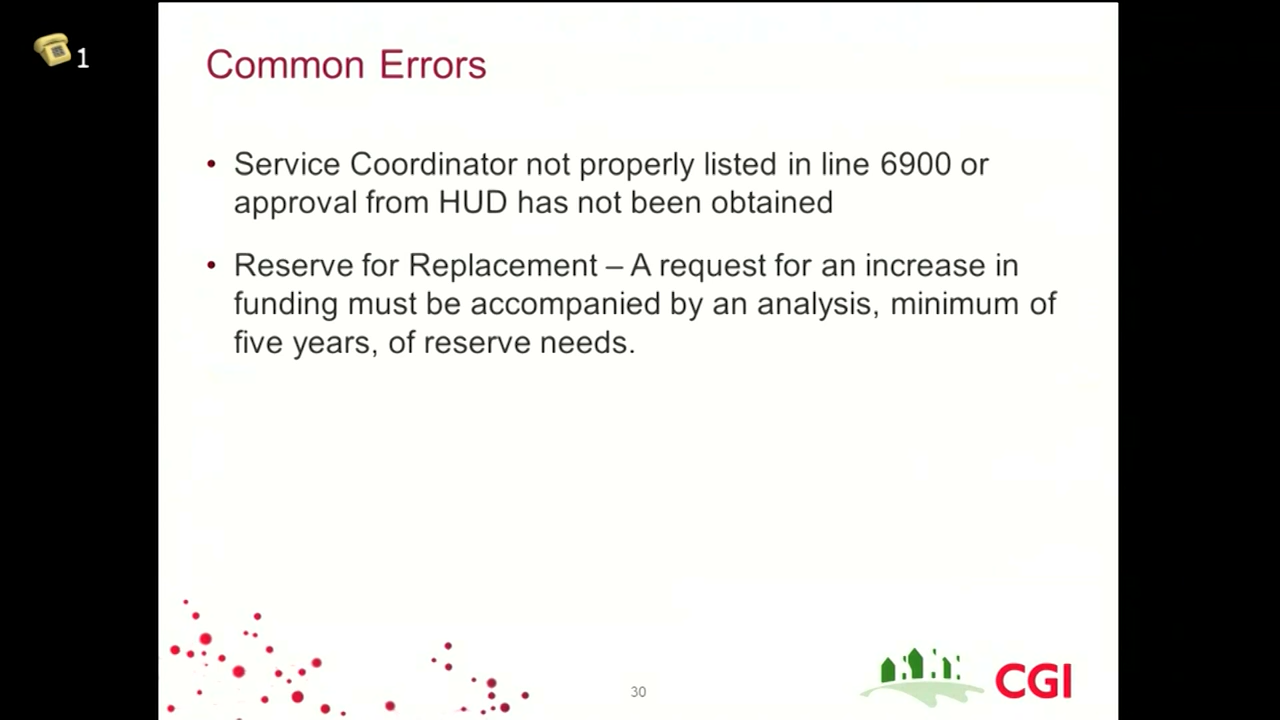 1
Common Errors
• Service Coordinator not properly listed in line 6900 or
approval from HUD has not been obtained
• Reserve for Replacement – A request for an increase in
funding must be accompanied by an analysis, minimum of
five years, of reserve needs.
30
CGI